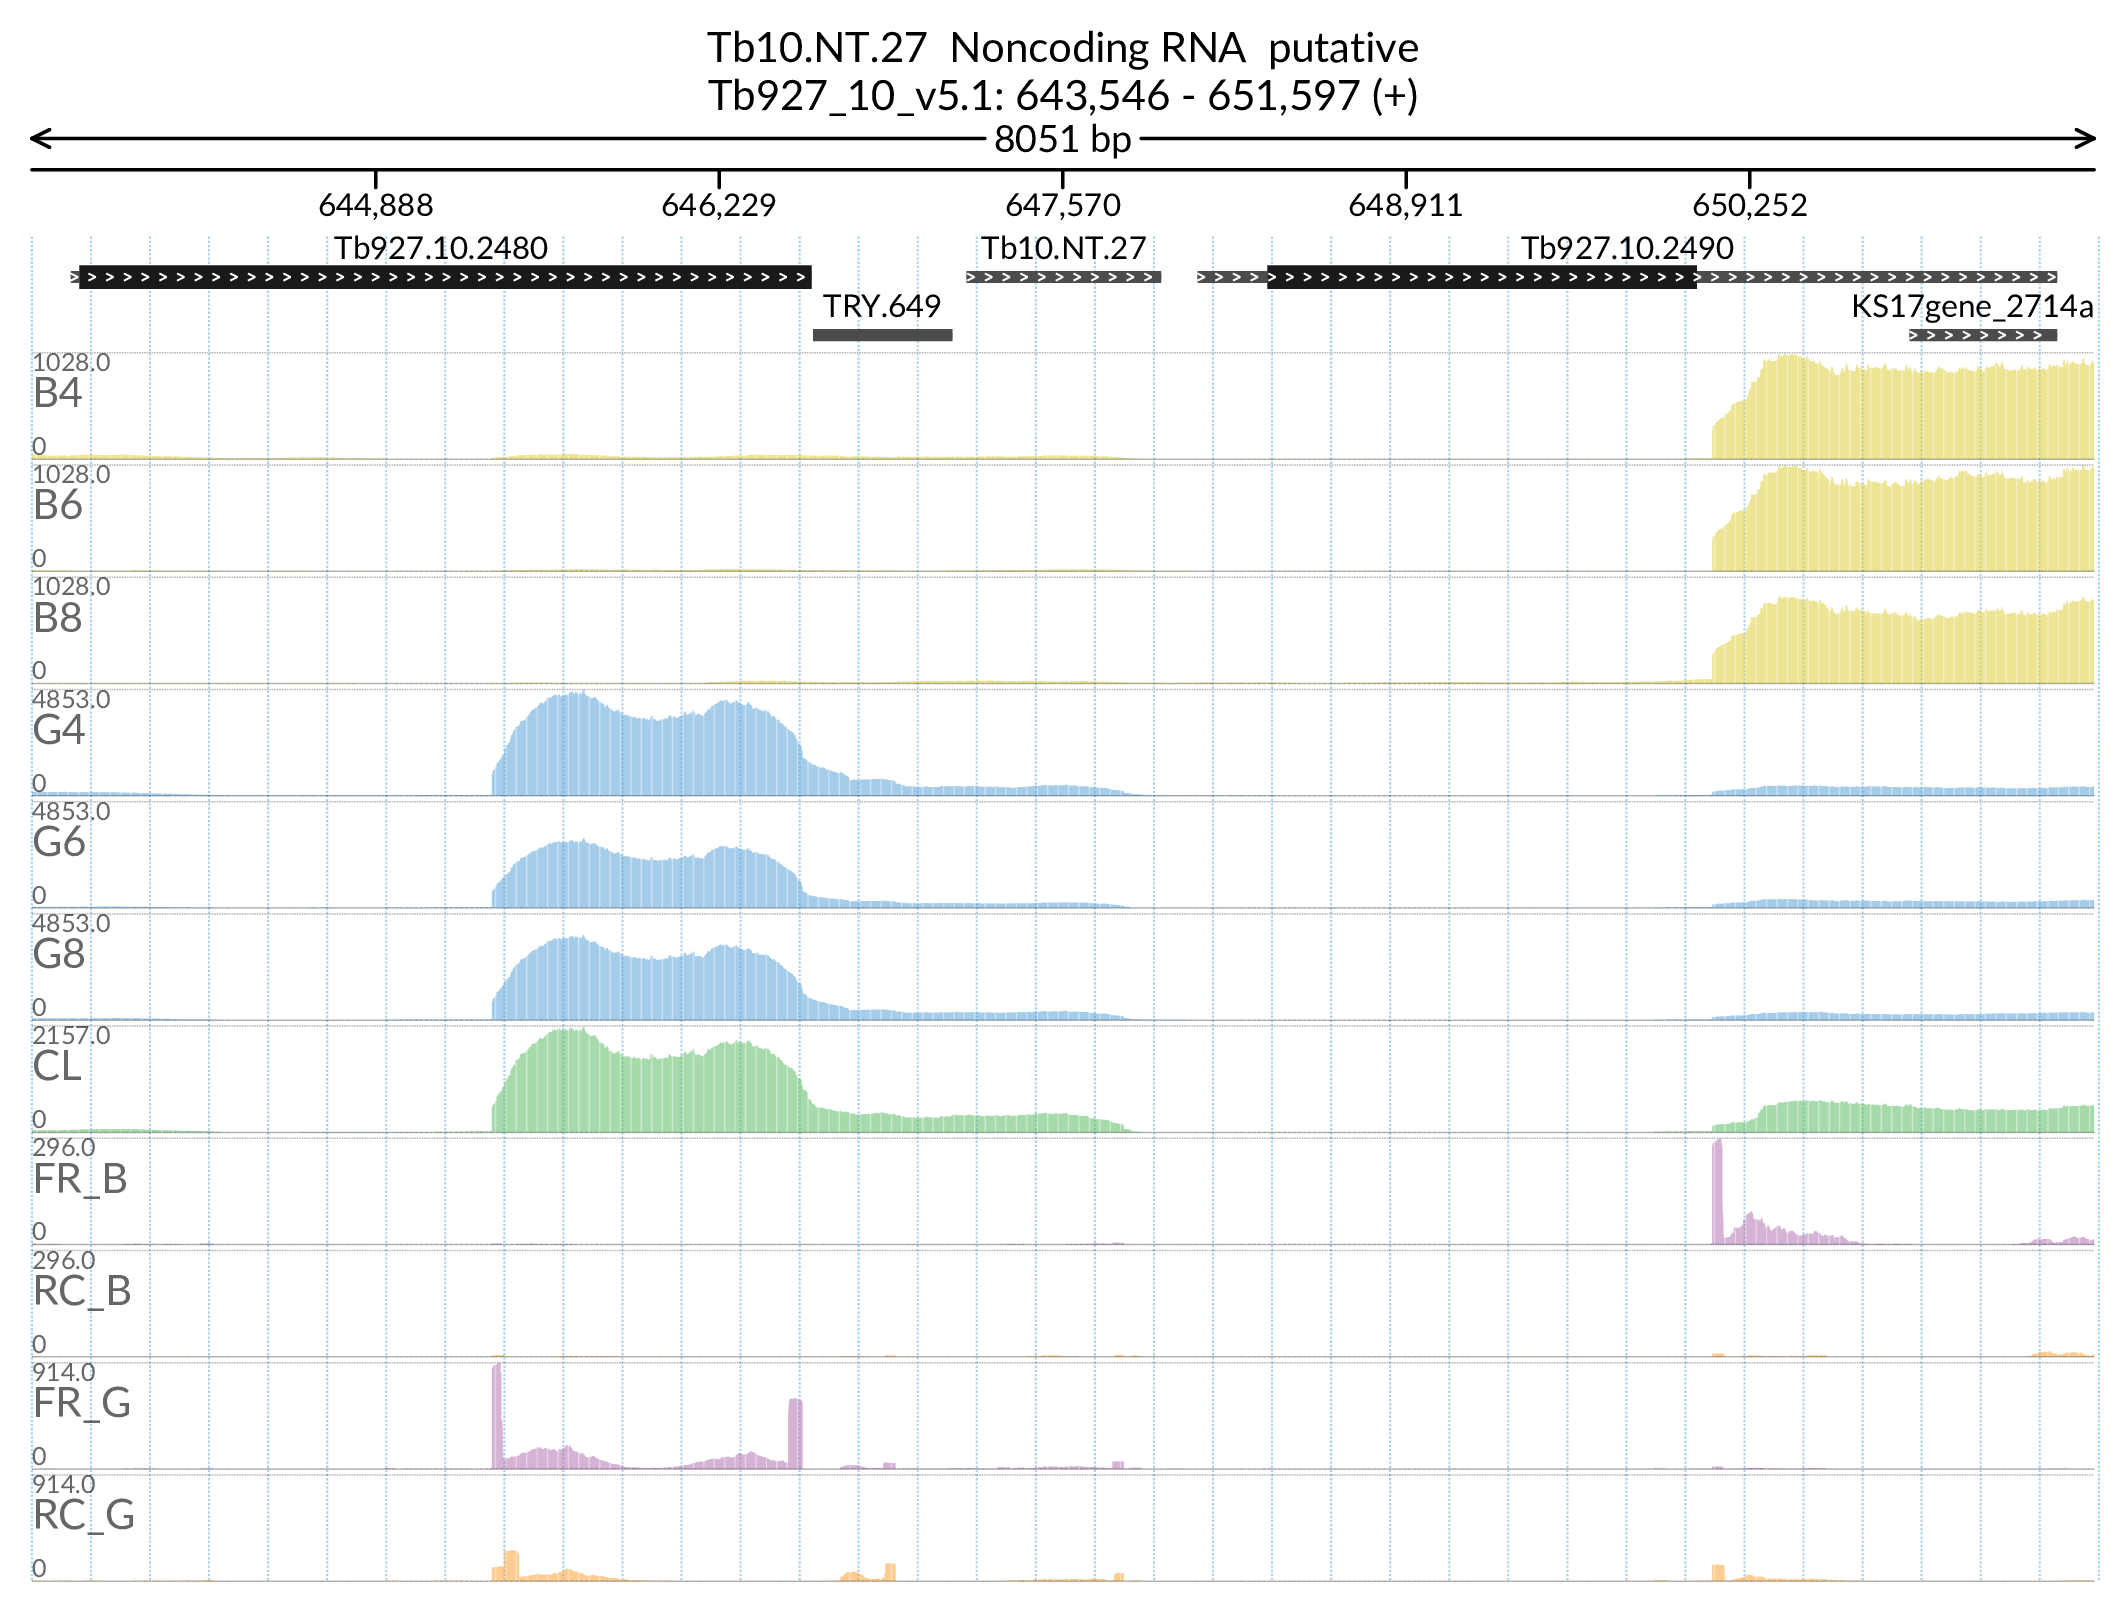 Tb10.NT.27 Noncoding RNA putative
Tb927_10_v5.1: 643,546 - 651,597 (+)
8051 bp
644,888 646,229 647,570 648,911 650,252
Tb927.10.2480 Tb10.NT.27 Tb927.10.2490
TRY.649 KS17gene_2714a
1028.0
B4
0
1028.0
B6
0
1028.0
B8
0
4853.0
G4
0
4853.0
G6
0
4853.0
G8
0
2157.0
CL
0
296.0
FR_B
0
296.0
RC_B
0
914.0
FR_G
0
914.0
RC_G
0